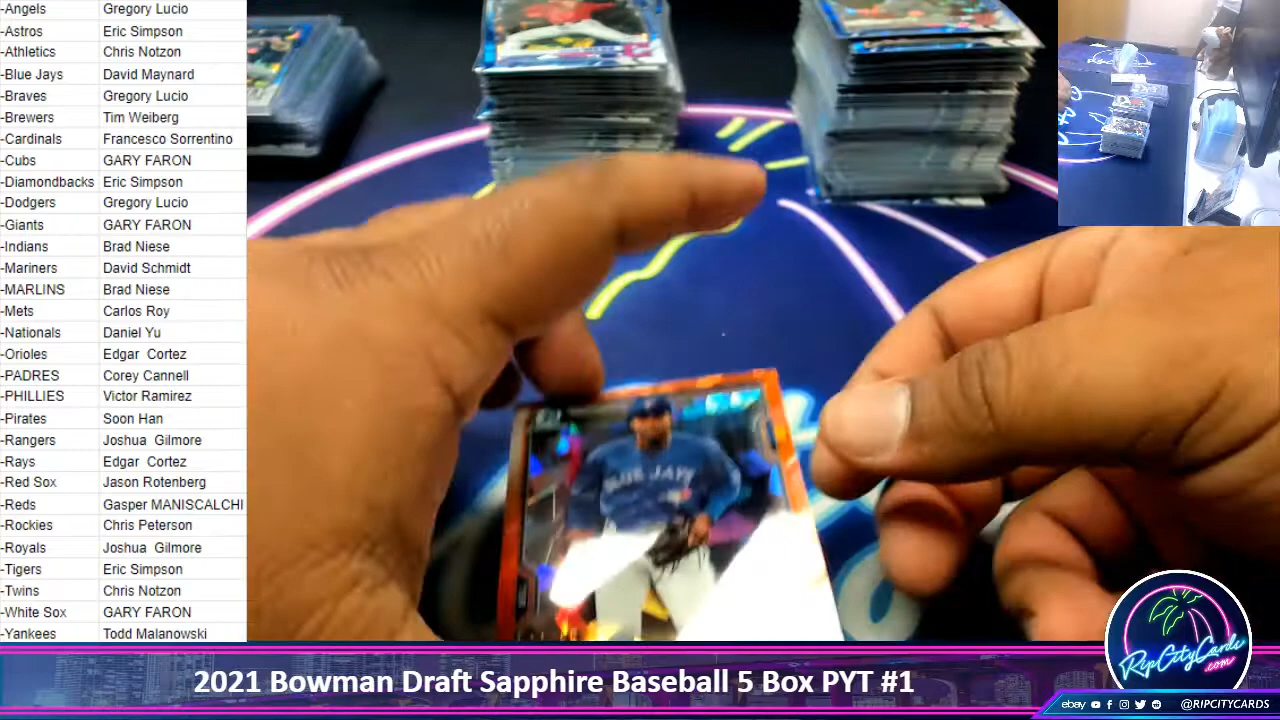 -Angels Gregory Lucio
-Astros Eric Simpson
-Athletics Chris Notzon
-Blue Jays David Maynard
-Braves Gregory Lucio
-Brewers Tim Weiberg
-Cardinals Francesco Sorrentino
-Cubs GARY FARON
-Diamondbacks Eric Simpson
-Dodgers Gregory Lucio
-Giants GARY FARON
-Indians Brad Niese
-Mariners David Schmidt
-MARLINS Brad Niese
-Mets Carlos Roy
-Nationals Daniel Yu
-Orioles Edgar Cortez
-PADRES Corey Cannell
-PHILLIES Victor Ramirez
-Pirates Soon Han
-Rangers Joshua Gilmore
-Rays Edgar Cortez
-Red Sox Jason Rotenberg
-Reds Gasper MANISCALCHI
-Rockies Chris Peterson
-Royals Joshua Gilmore
-Tigers Eric Simpson
-Twins Chris Notzon
-White Sox GARY FARON
-Yankees Todd Malanowski
BLUE JAYS
RipCityCards
.com
2021 Bowman Draft Sapphire Baseball 5 Box PYT #1
ebay @RIPCITYCARDS